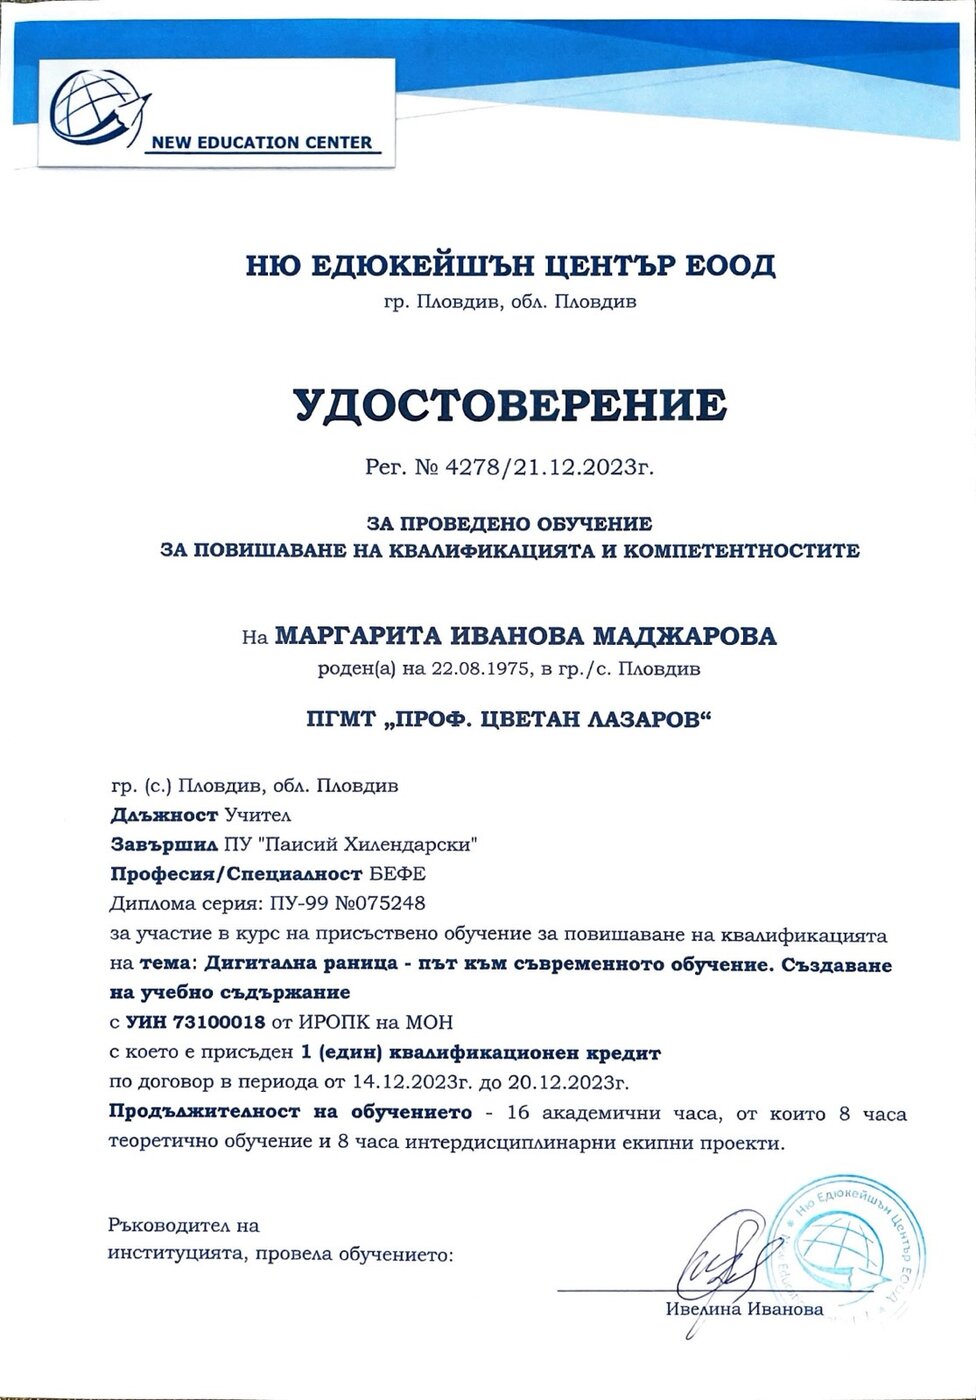 NEW EDUCATION CENTER
НЮ ЕДЮКЕЙШЪН ЦЕНТЪР ЕООД
гр. Пловдив, обл. Пловдив
УДОСТОВЕРЕНИЕ
Рег. № 4278/21.12.2023г.
ЗА ПРОВЕДЕНО ОБУЧЕНИЕ
ЗА ПОВИШАВАНЕ НА КВАЛИФИКАЦИЯТА И КОМПЕТЕНТНОСТИТЕ
На МАРГАРИТА ИВАНОВА МАДЖАРОВА
роден(а) на 22.08.1975, в гр./с. Пловдив
ПГМТ „ПРОФ. ЦВЕТАН ЛАЗАРОВ“
гр. (с.) Пловдив, обл. Пловдив
Длъжност Учител
Завършил ПУ "Паисий Хилендарски"
Професия/Специалност БЕФЕ
Диплома серия: ПУ-99 №075248
за участие в курс на присъствено обучение за повишаване на квалификацията
на тема: Дигитална раница - път към съвременното обучение. Създаване
на учебно съдържание
с УИН 73100018 от ИРОПК на МОН
с което е присъден 1 (един) квалификационен кредит
по договор в периода от 14.12.2023г. до 20.12.2023г.
Продължителност на обучението - 16 академични часа, от които 8 часа
теоретично обучение и 8 часа интердисциплинарни екипни проекти.
Ръководител на
институцията, провела обучението:
Ню Едюкейшън Център ЕООД
Ивелина Иванова